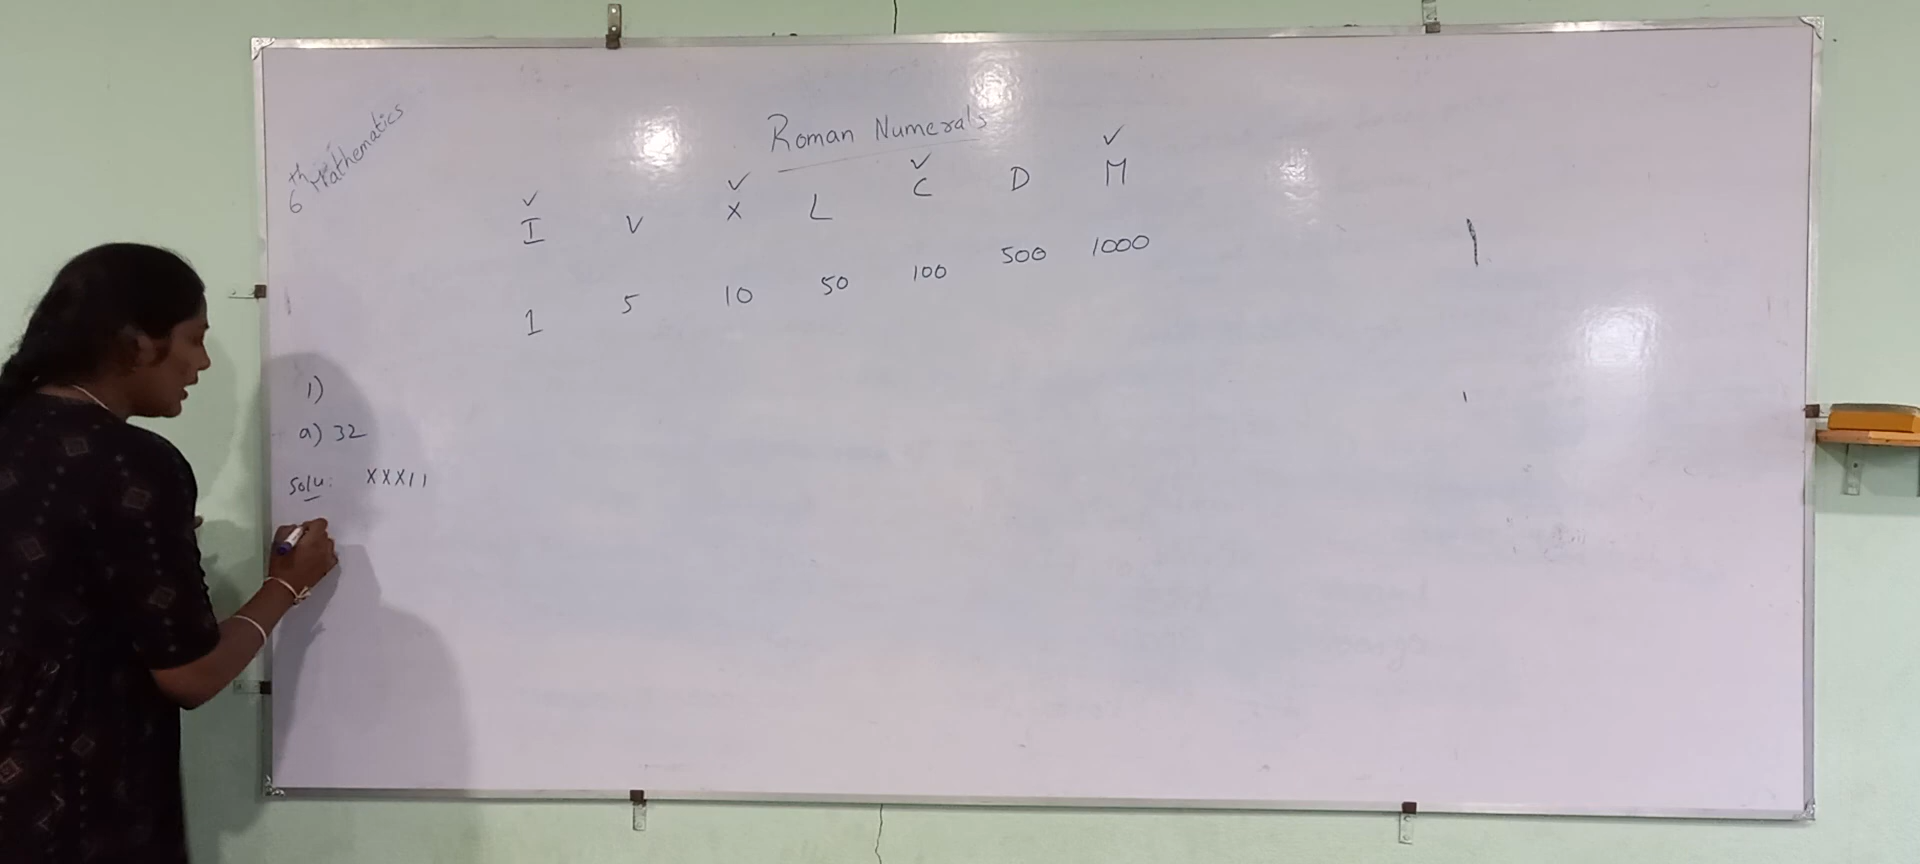 6th Mathematics
Roman Numerals
✓ ✓ ✓ ✓
I V X L C D M
1 5 10 50 100 500 1000
1)
a) 32
Solu: XXXII